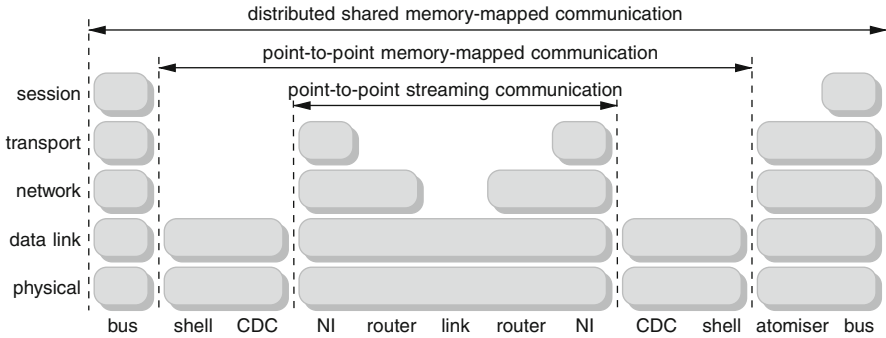 distributed shared memory-mapped communication
point-to-point memory-mapped communication
point-to-point streaming communication
session
transport
network
data link
physical
bus shell CDC NI router link router NI CDC shell atomiser bus